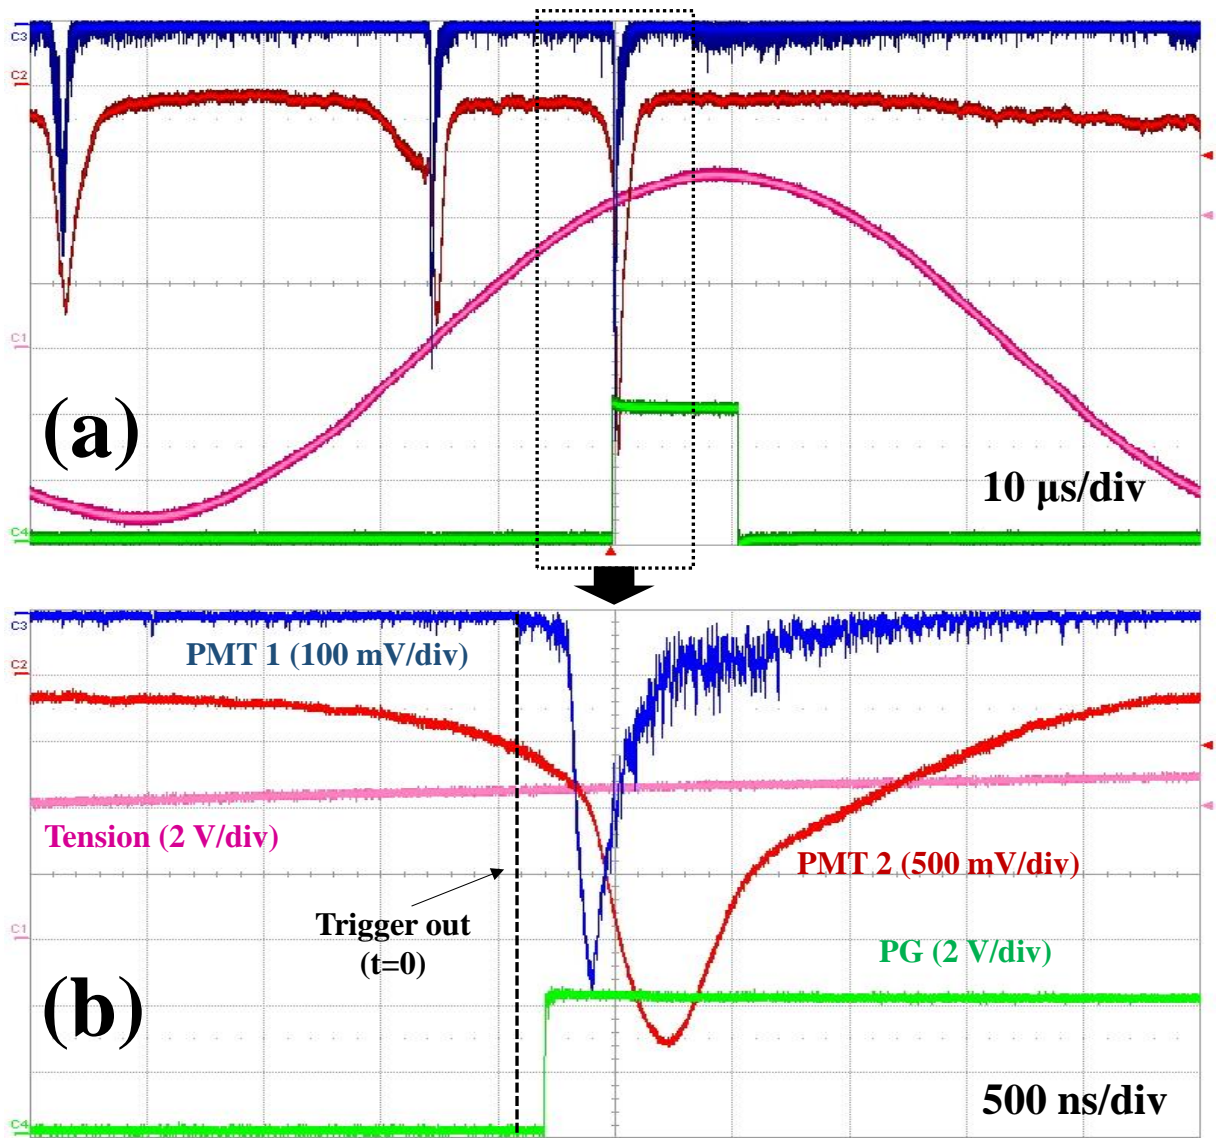 C3
C2
C1
(a)
10 μs/div
C4
C3
PMT 1 (100 mV/div)
C2
Tension (2 V/div)
PMT 2 (500 mV/div)
Trigger out
(t=0)
C1
PG (2 V/div)
(b)
500 ns/div
C4